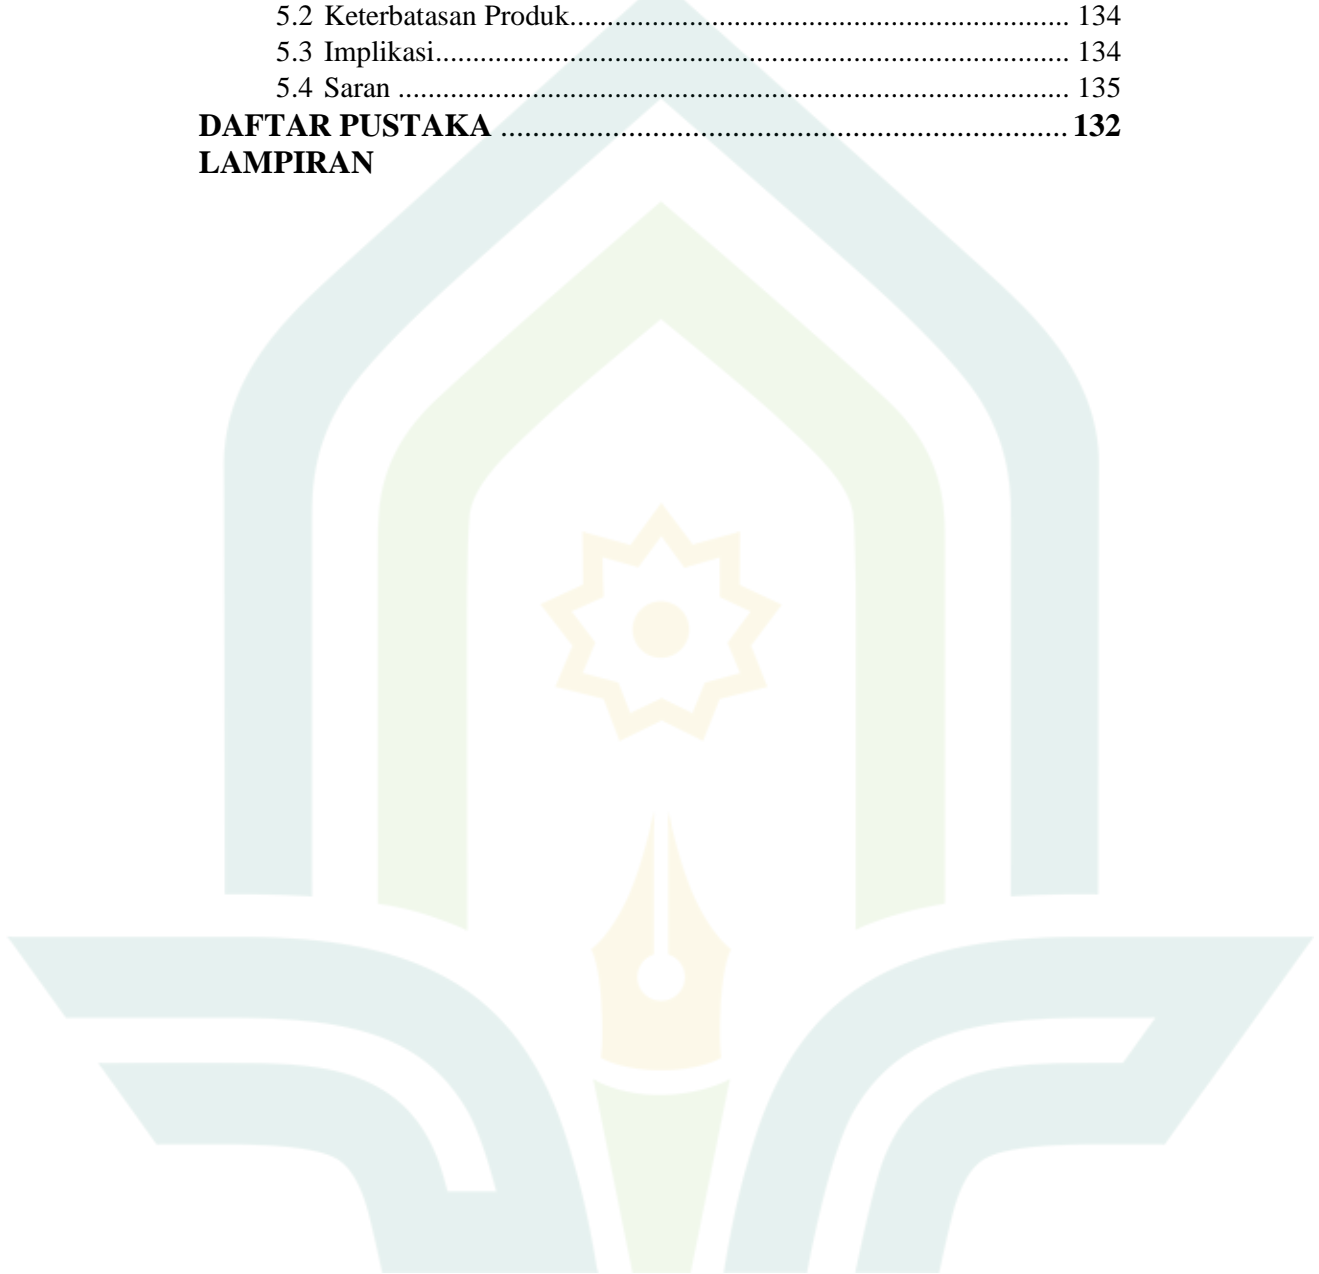 5.2 Keterbatasan Produk................................................................... 134
5.3 Implikasi......................................................................................... 134
5.4 Saran .............................................................................................. 135
DAFTAR PUSTAKA ...................................................................... 132
LAMPIRAN